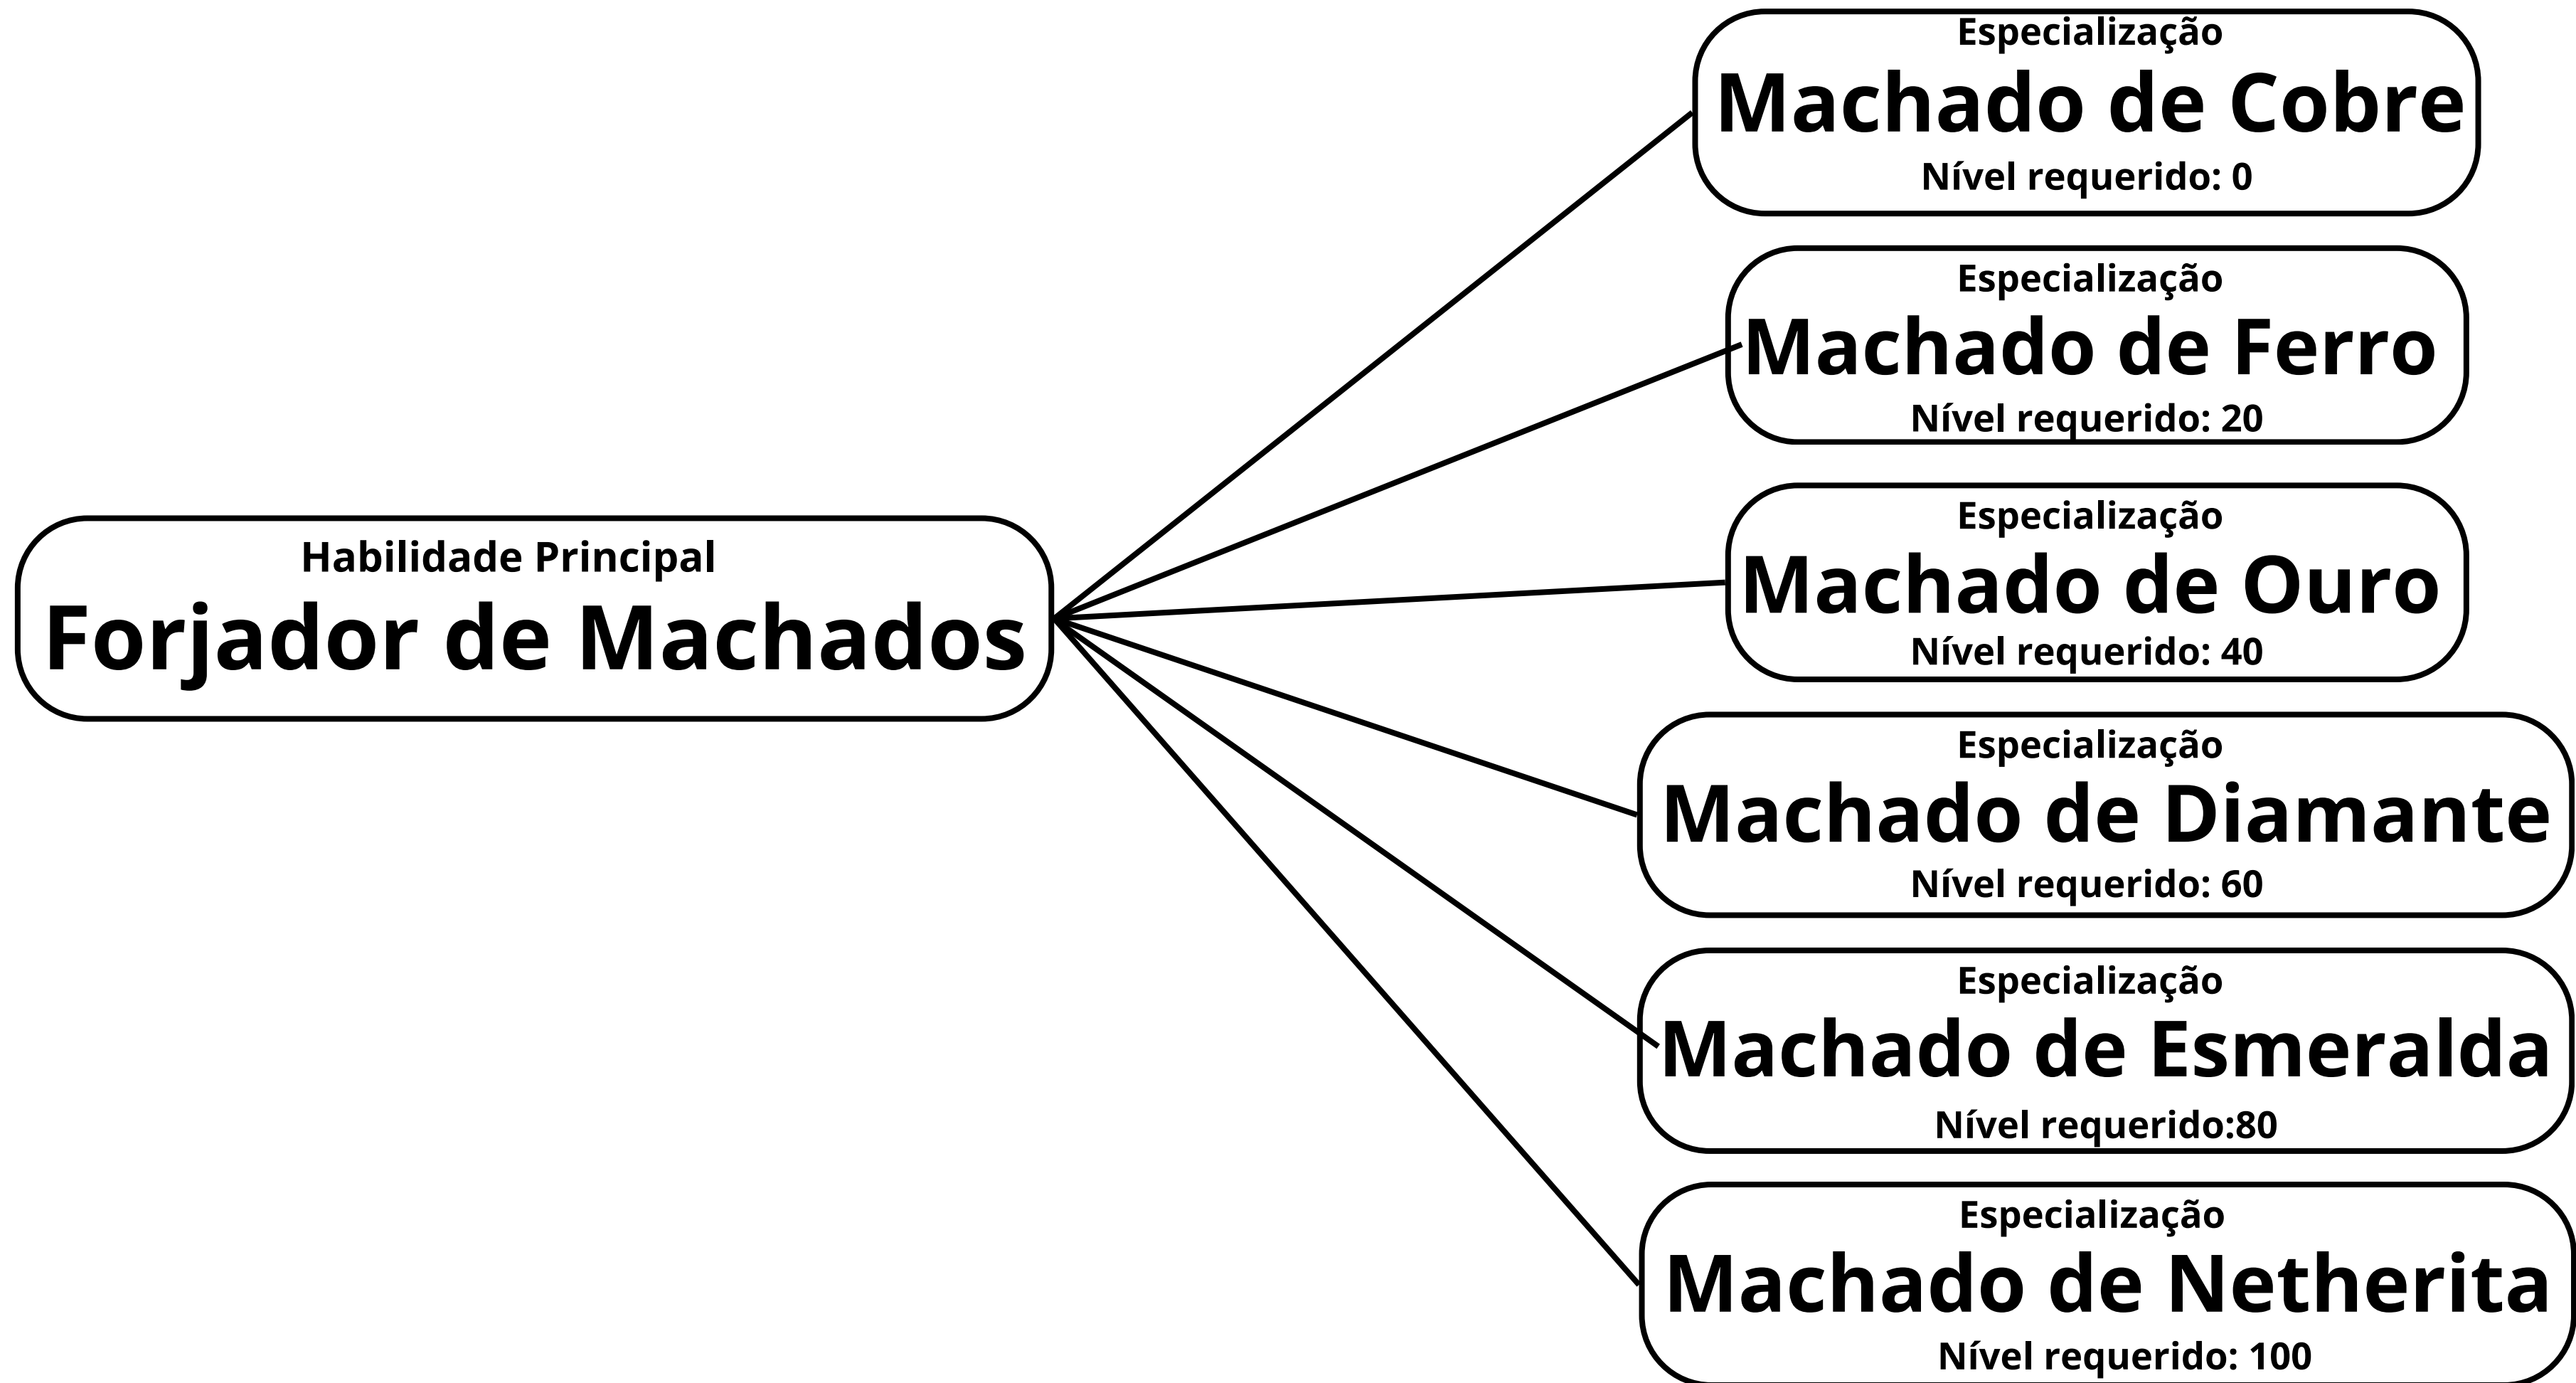 Habilidade Principal
Forjador de Machados
Especialização
Machado de Cobre
Nível requerido: 0
Especialização
Machado de Ferro
Nível requerido: 20
Especialização
Machado de Ouro
Nível requerido: 40
Especialização
Machado de Diamante
Nível requerido: 60
Especialização
Machado de Esmeralda
Nível requerido:80
Especialização
Machado de Netherita
Nível requerido: 100